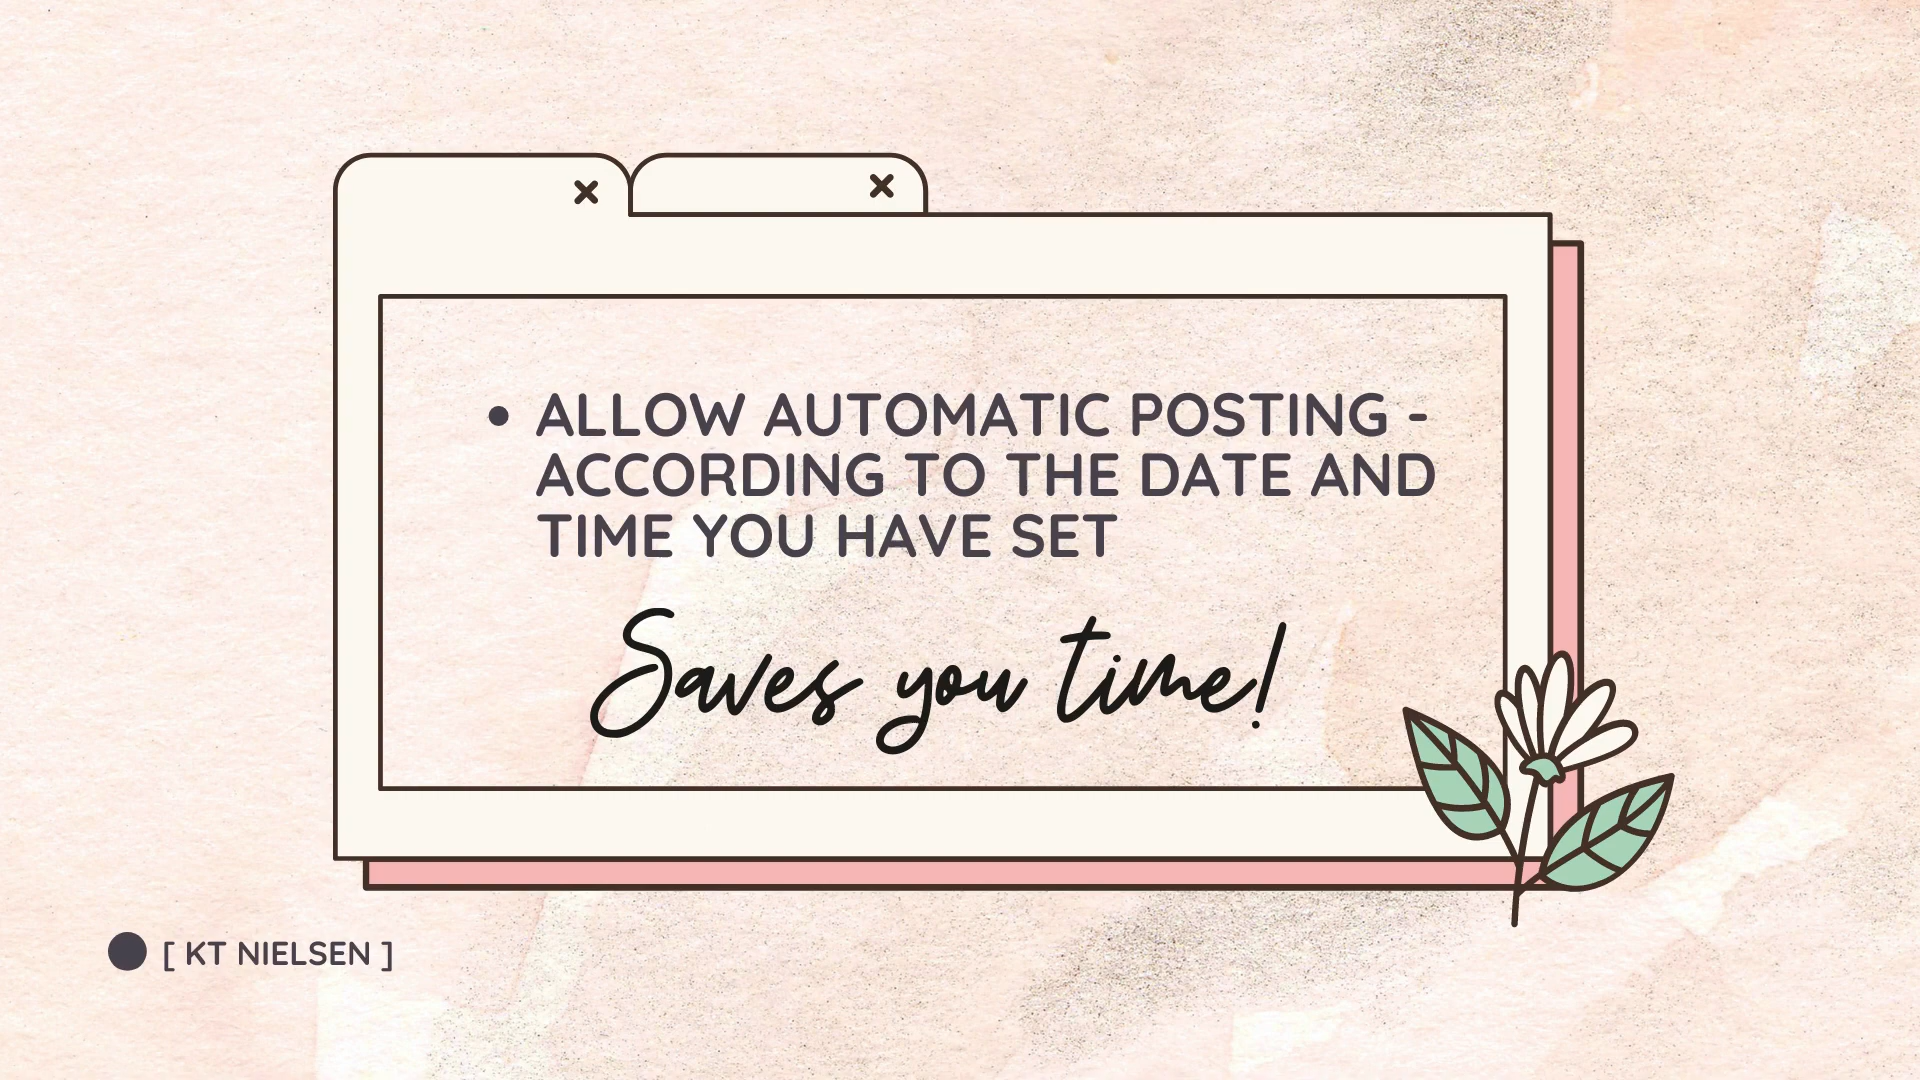 • ALLOW AUTOMATIC POSTING -
ACCORDING TO THE DATE AND
TIME YOU HAVE SET
Saves you time!
[ KT NIELSEN ]